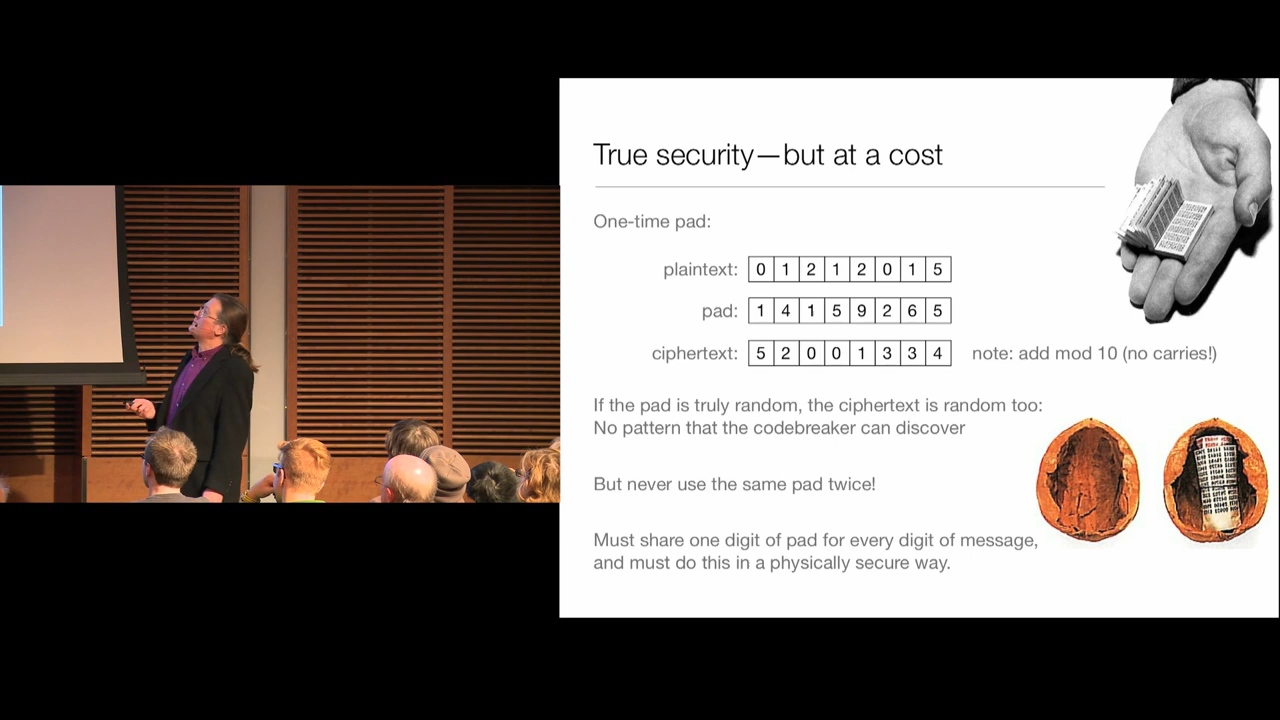 True security—but at a cost
One-time pad:
plaintext: 0 1 2 1 2 0 1 5
pad: 1 4 1 5 9 2 6 5
ciphertext: 5 2 0 0 1 3 3 4 note: add mod 10 (no carries!)
If the pad is truly random, the ciphertext is random too:
No pattern that the codebreaker can discover
But never use the same pad twice!
Must share one digit of pad for every digit of message,
and must do this in a physically secure way.